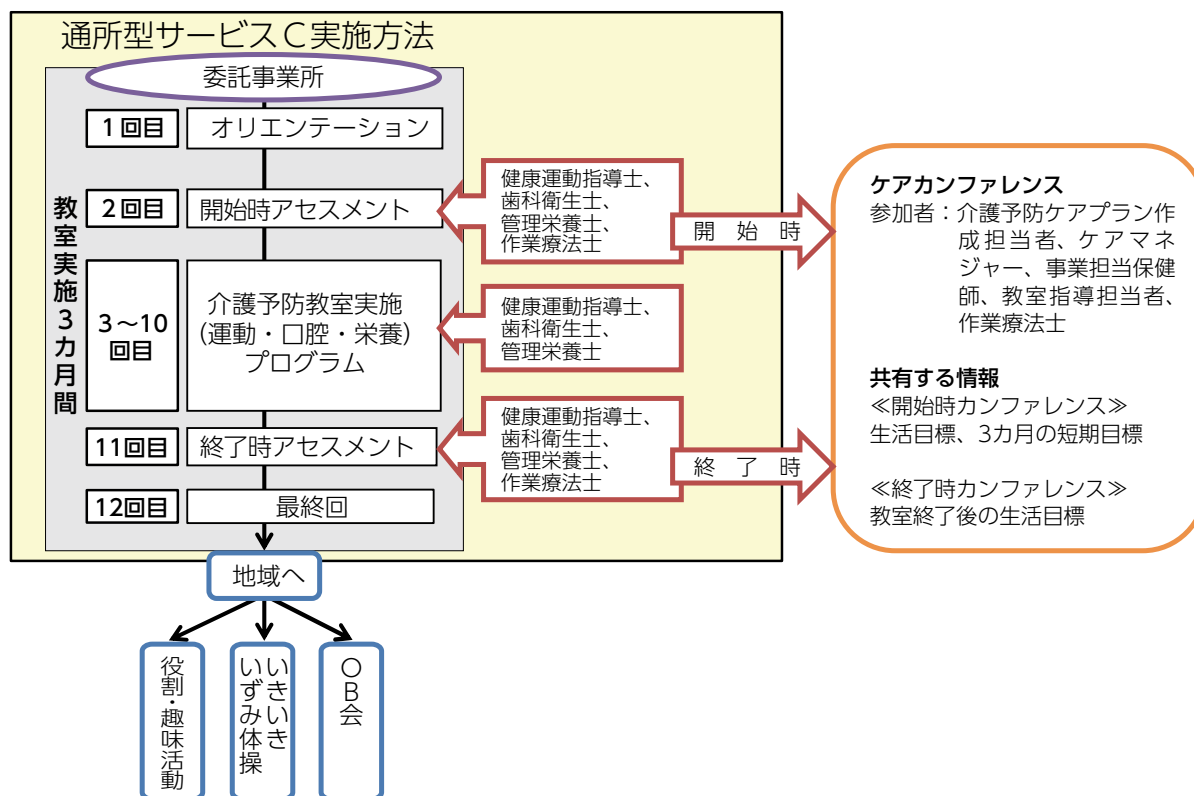 通所型サービスＣ実施方法
委託事業所
教室実施３カ月間
１回目
オリエンテーション
２回目
開始時アセスメント
健康運動指導士、
歯科衛生士、
管理栄養士、
作業療法士
開　始　時
３～10
回目
介護予防教室実施
(運動・口腔・栄養)
プログラム
健康運動指導士、
歯科衛生士、
管理栄養士
11回目
終了時アセスメント
健康運動指導士、
歯科衛生士、
管理栄養士、
作業療法士
終　了　時
12回目
最終回
地域へ
役割・趣味活動
いきいき
いずみ体操
ＯＢ会
ケアカンファレンス
参加者：介護予防ケアプラン作
成担当者、ケアマネ
ジャー、事業担当保健
師、教室指導担当者、
作業療法士
共有する情報
≪開始時カンファレンス≫
生活目標、3カ月の短期目標
≪終了時カンファレンス≫
教室終了後の生活目標